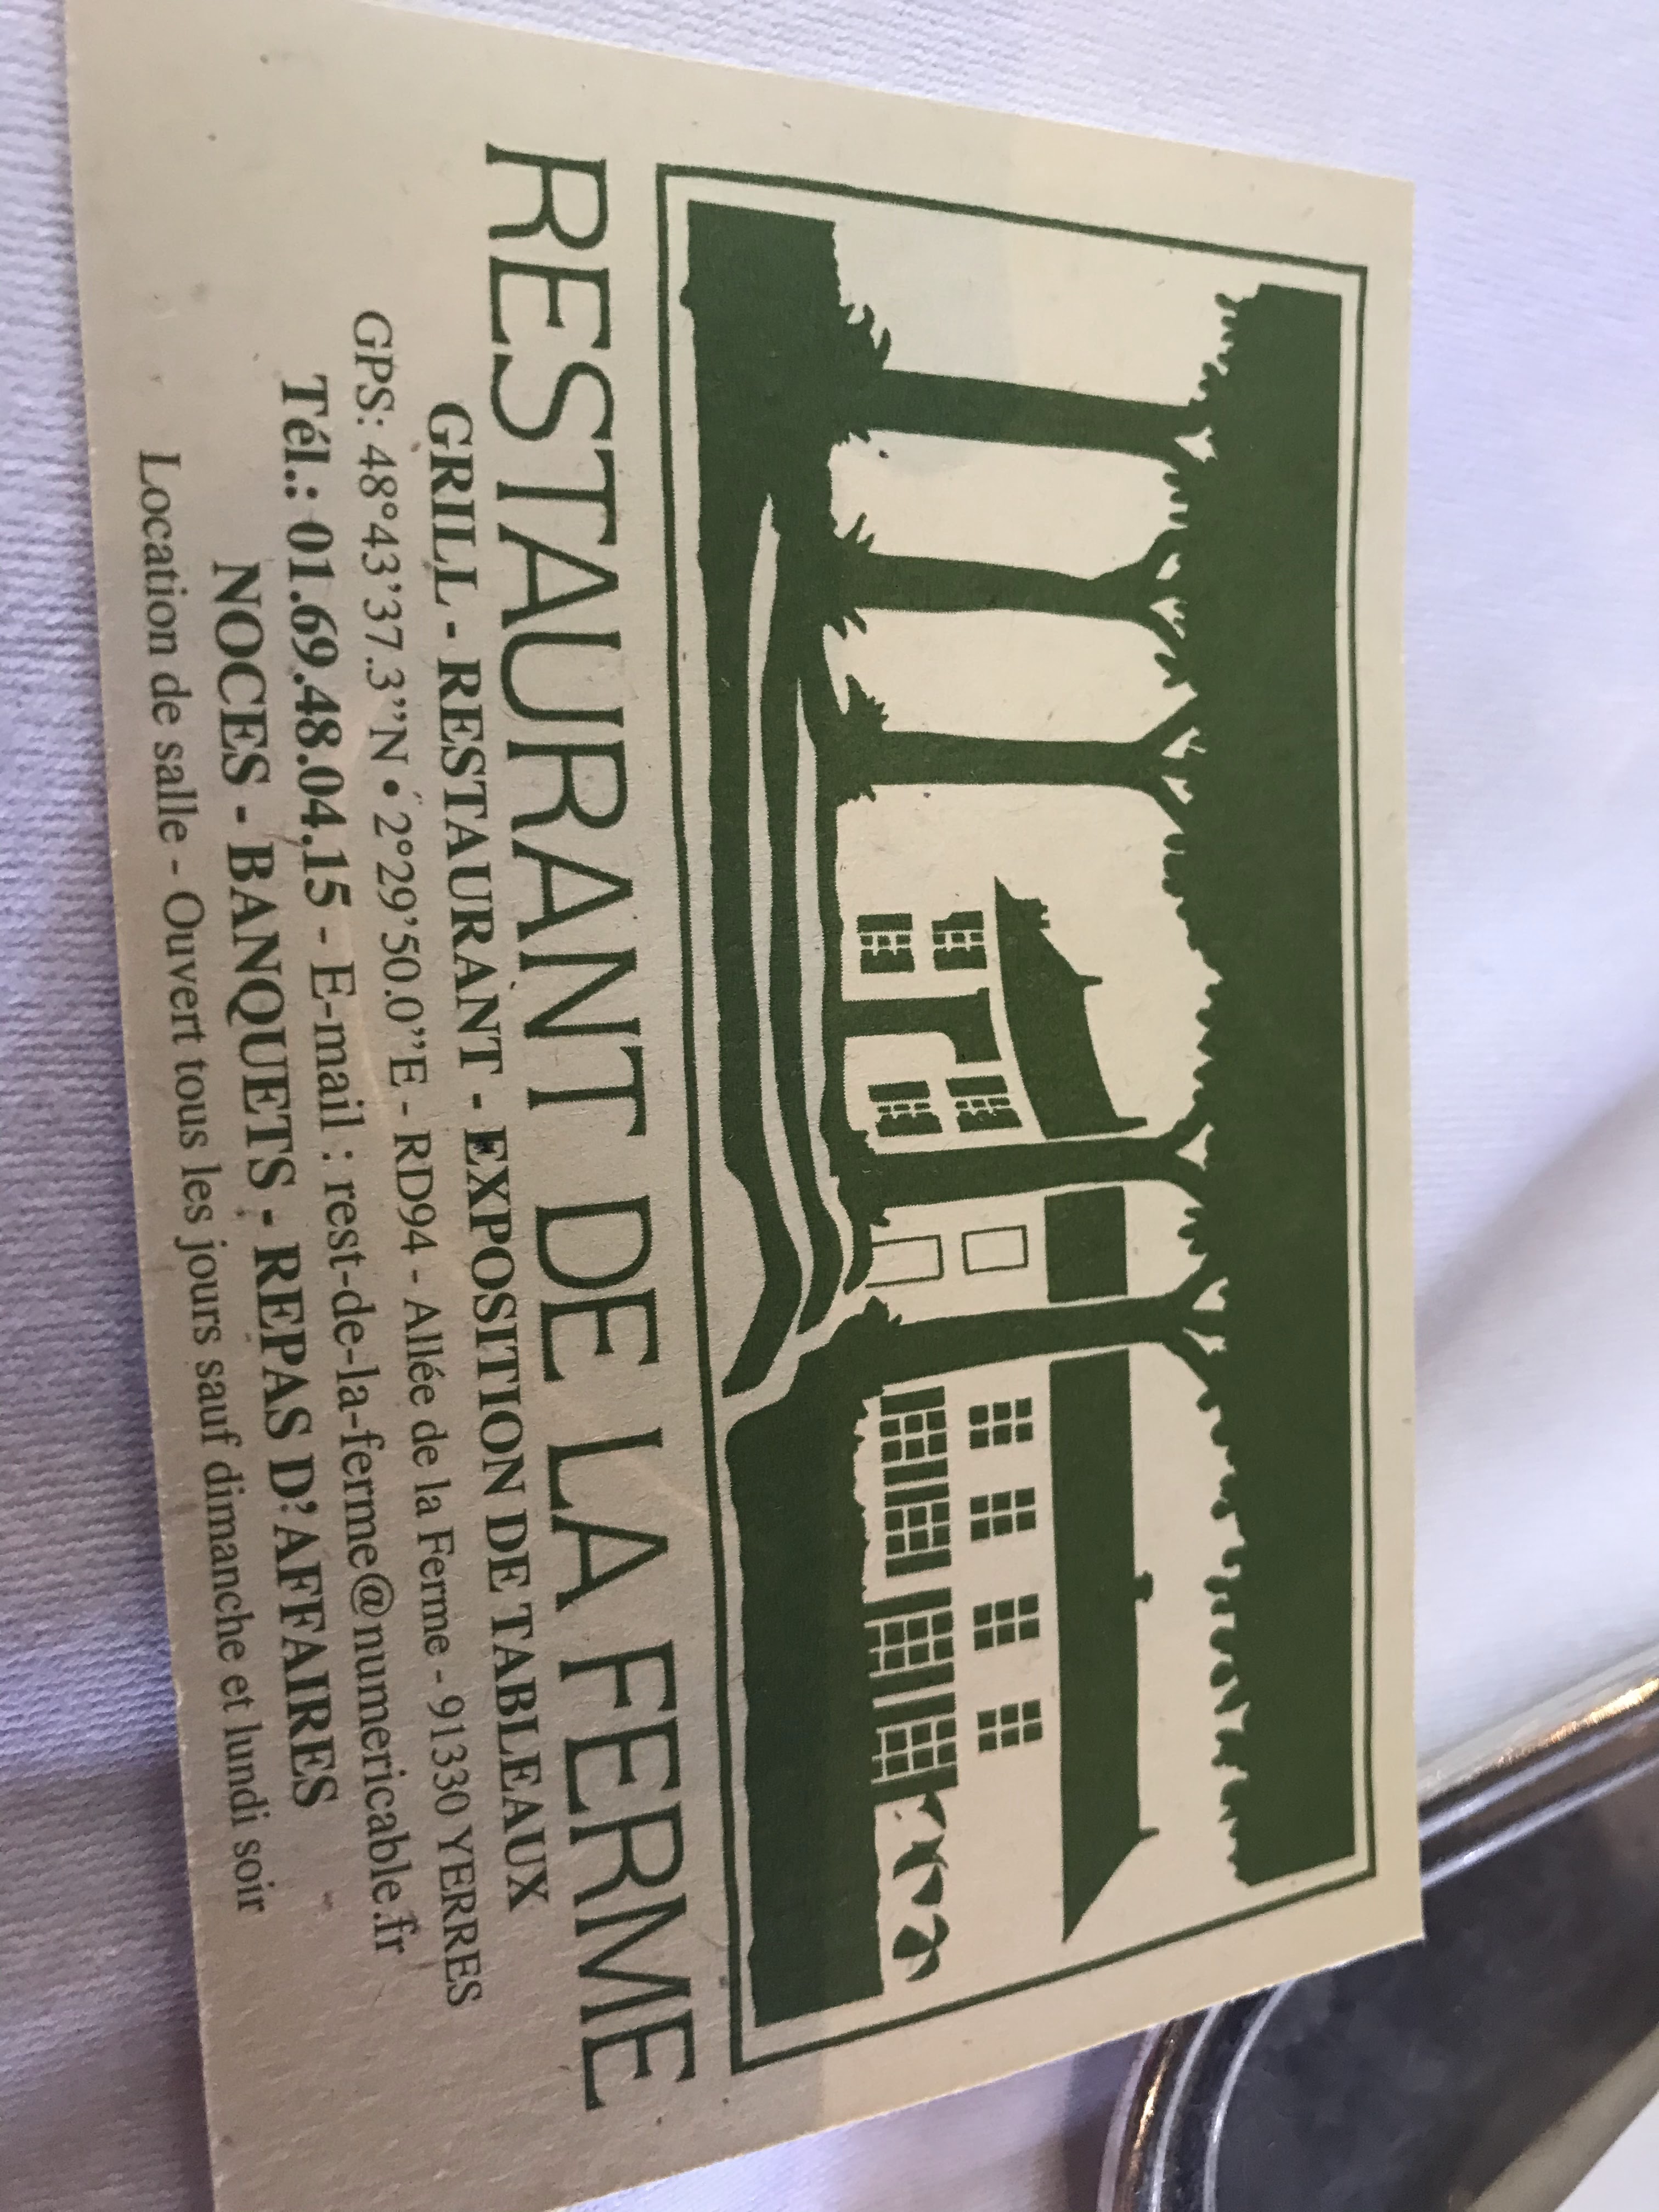 RESTAURANT DE LA FERME
GRILL - RESTAURANT - EXPOSITION DE TABLEAUX
GPS: 48°43’37.3”N • 2°29’50.0”E - RD94 - Allée de la Ferme - 91330 YERRES
Tél.: 01.69.48.04.15 - E-mail : rest-de-la-ferme@numericable.fr
NOCES - BANQUETS - REPAS D’AFFAIRES
Location de salle - Ouvert tous les jours sauf dimanche et lundi soir